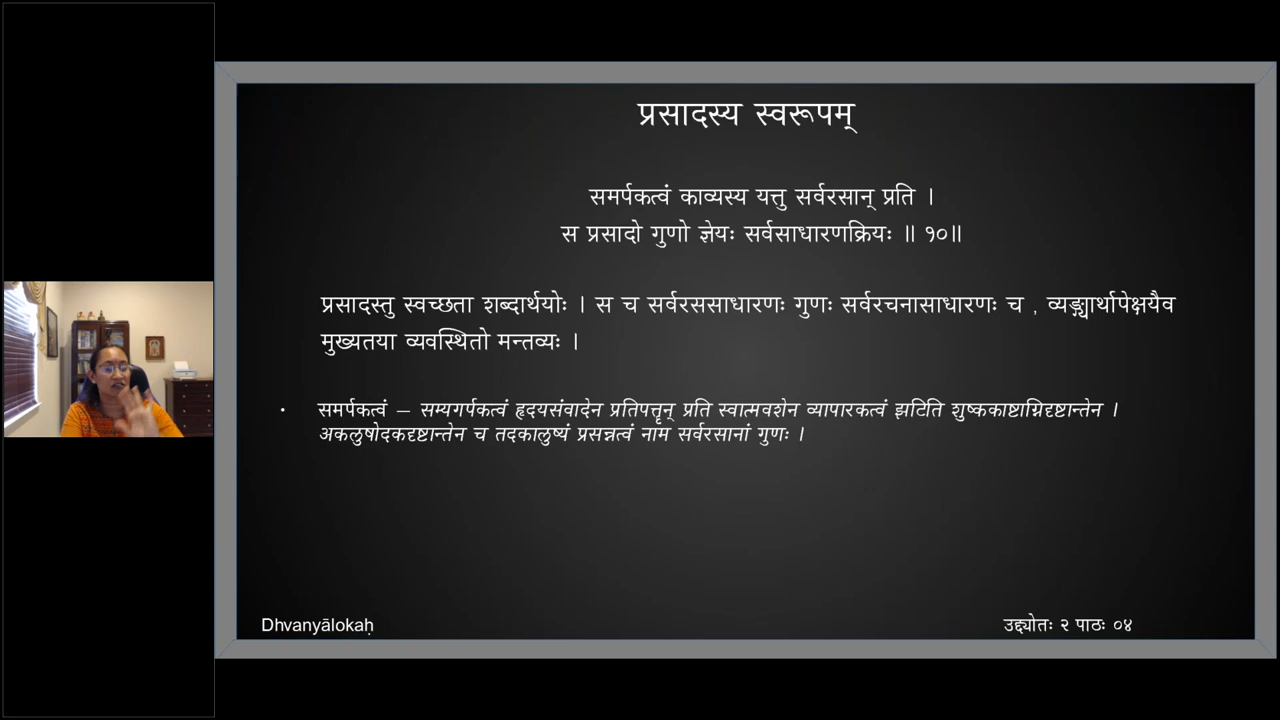 प्रसादस्य स्वरूपम्
समर्पकत्वं काव्यस्य यत्तु सर्वरसान् प्रति ।
स प्रसादो गुणो ज्ञेयः सर्वसाधारणक्रियः ॥ १०॥
प्रसादस्तु स्वच्छता शब्दार्थयोः । स च सर्वरससाधारणः गुणः सर्वरचनासाधारणः च , व्यङ्ग्यार्थापेक्षयैव
मुख्यतया व्यवस्थितो मन्तव्यः ।
• समर्पकत्वं – सम्यगर्पकत्वं हृदयसंवादेन प्रतिपत्तॄन् प्रति स्वात्मवशेन व्यापारकत्वं झटिति शुष्ककाष्टाग्निदृष्टान्तेन ।
अकलुषोदकदृष्टान्तेन च तदकालुष्यं प्रसन्नत्वं नाम सर्वरसानां गुणः ।
Dhvanyālokaḥ
उद्द्योतः २ पाठः ०४